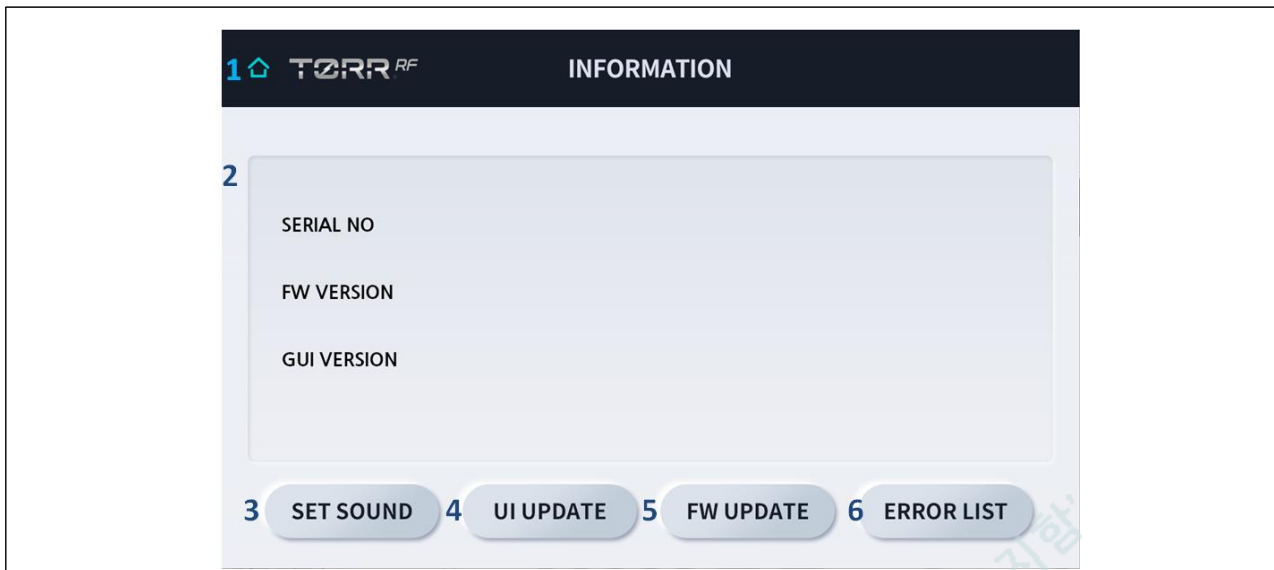 1 TORR RF INFORMATION
2
SERIAL NO
FW VERSION
GUI VERSION
3 SET SOUND 4 UI UPDATE 5 FW UPDATE 6 ERROR LIST